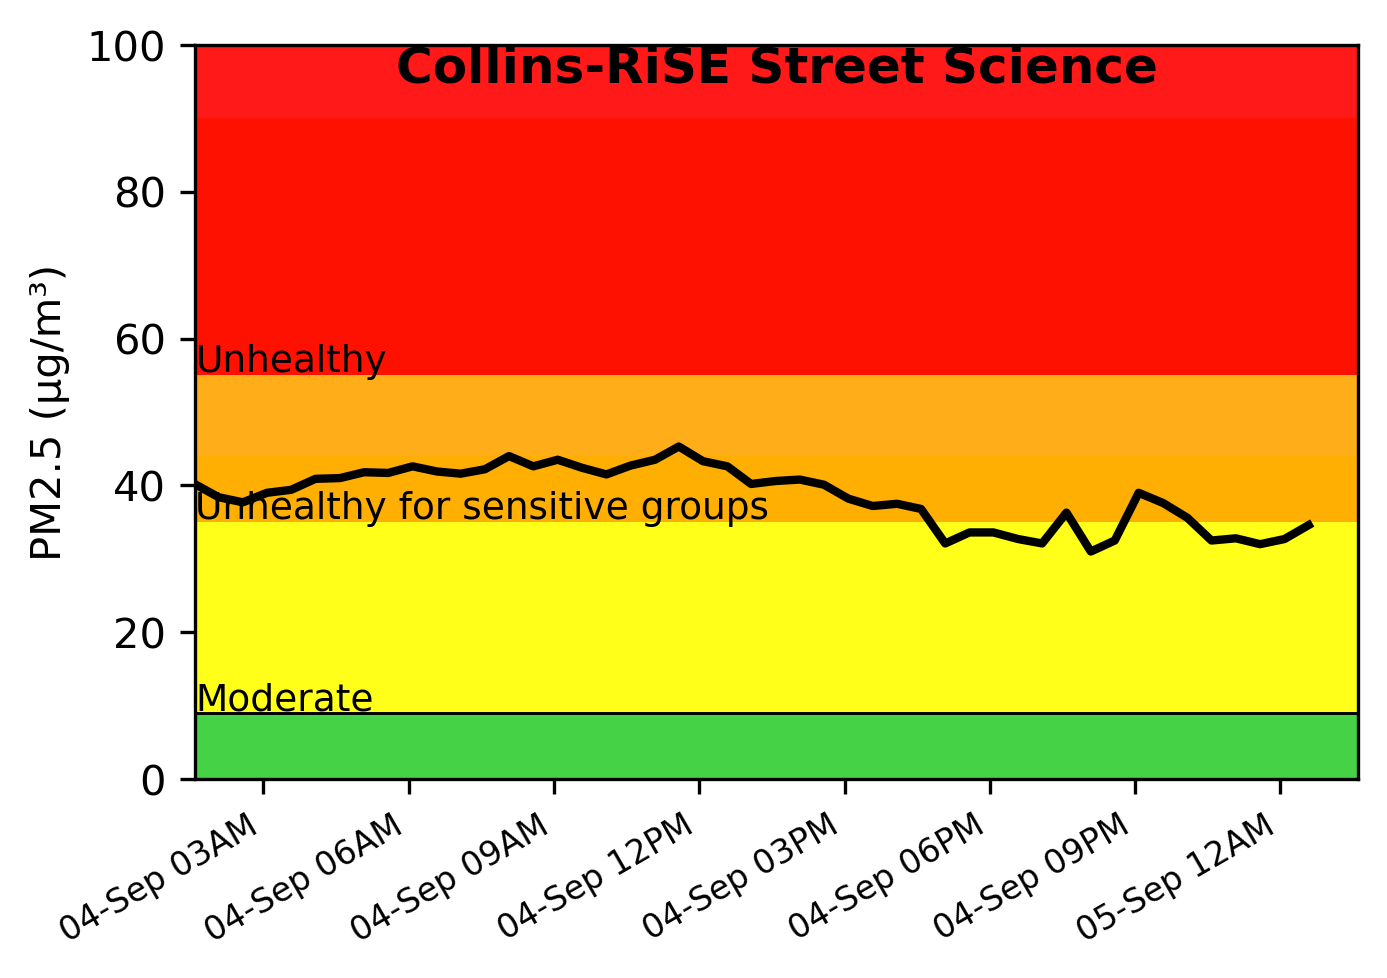 Collins-RiSE Street Science
100
80
60
40
20
0
PM2.5 (µg/m³)
Unhealthy
Unhealthy for sensitive groups
Moderate
04-Sep 03AM
04-Sep 06AM
04-Sep 09AM
04-Sep 12PM
04-Sep 03PM
04-Sep 06PM
04-Sep 09PM
05-Sep 12AM